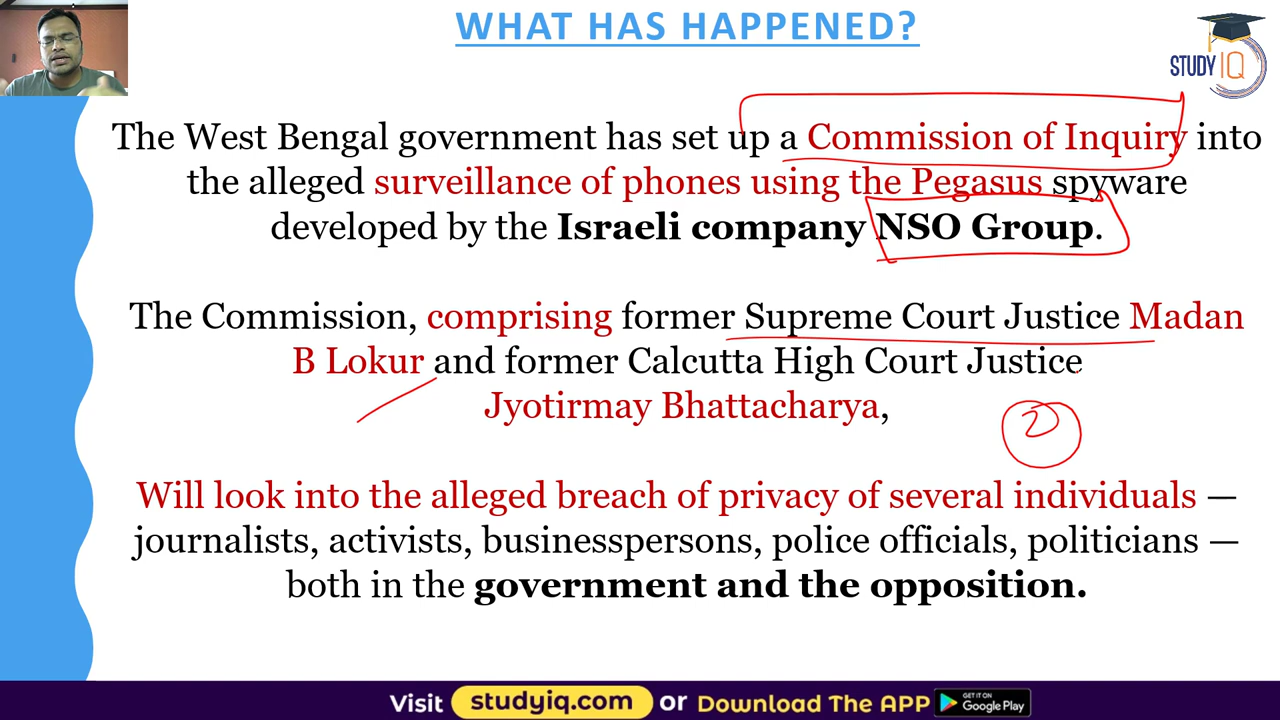 WHAT HAS HAPPENED?
STUDY IQ
The West Bengal government has set up a Commission of Inquiry into
the alleged surveillance of phones using the Pegasus spyware
developed by the Israeli company NSO Group.
The Commission, comprising former Supreme Court Justice Madan
B Lokur and former Calcutta High Court Justice
Jyotirmay Bhattacharya,
2
Will look into the alleged breach of privacy of several individuals —
journalists, activists, businesspersons, police officials, politicians —
both in the government and the opposition.
Visit studyiq.com or Download The APP GET IT ON Google Play